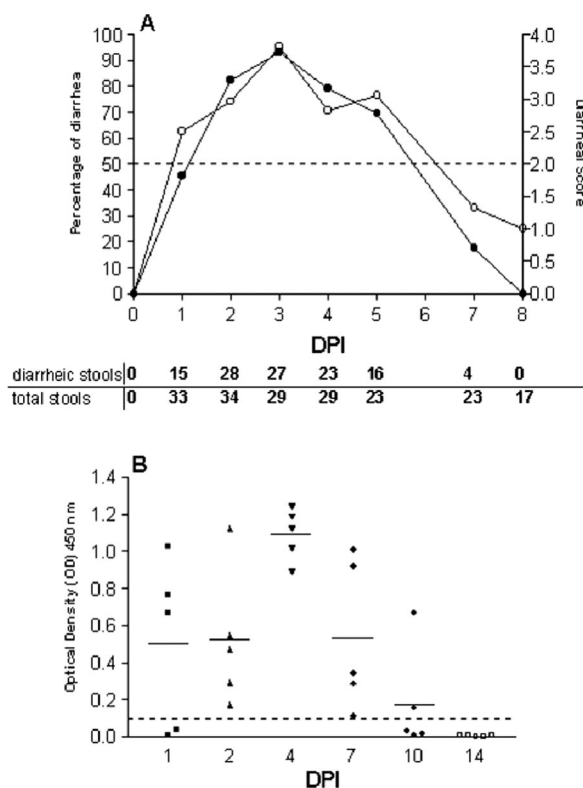 A
100
90
80
70
60
50
40
30
20
10
0
Percentage of diarrhea
4.0
3.5
3.0
2.5
2.0
1.5
1.0
0.5
0.0
Diarrheal score
0 1 2 3 4 5 6 7 8
DPI
diarrheic stools 0 15 28 27 23 16 4 0
total stools 0 33 34 29 29 23 23 17
B
1.4
1.2
1.0
0.8
0.6
0.4
0.2
0.0
Optical Density (OD) 450 nm
1 2 4 7 10 14
DPI